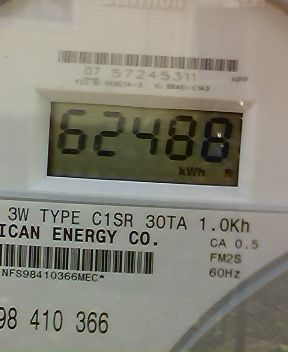 07 57245311
62488
kWh
3W TYPE C1SR 30TA 1.0Kh
ICAN ENERGY CO.
CA 0.5
FM2S
60Hz
NFS98410366MEC*
98 410 366